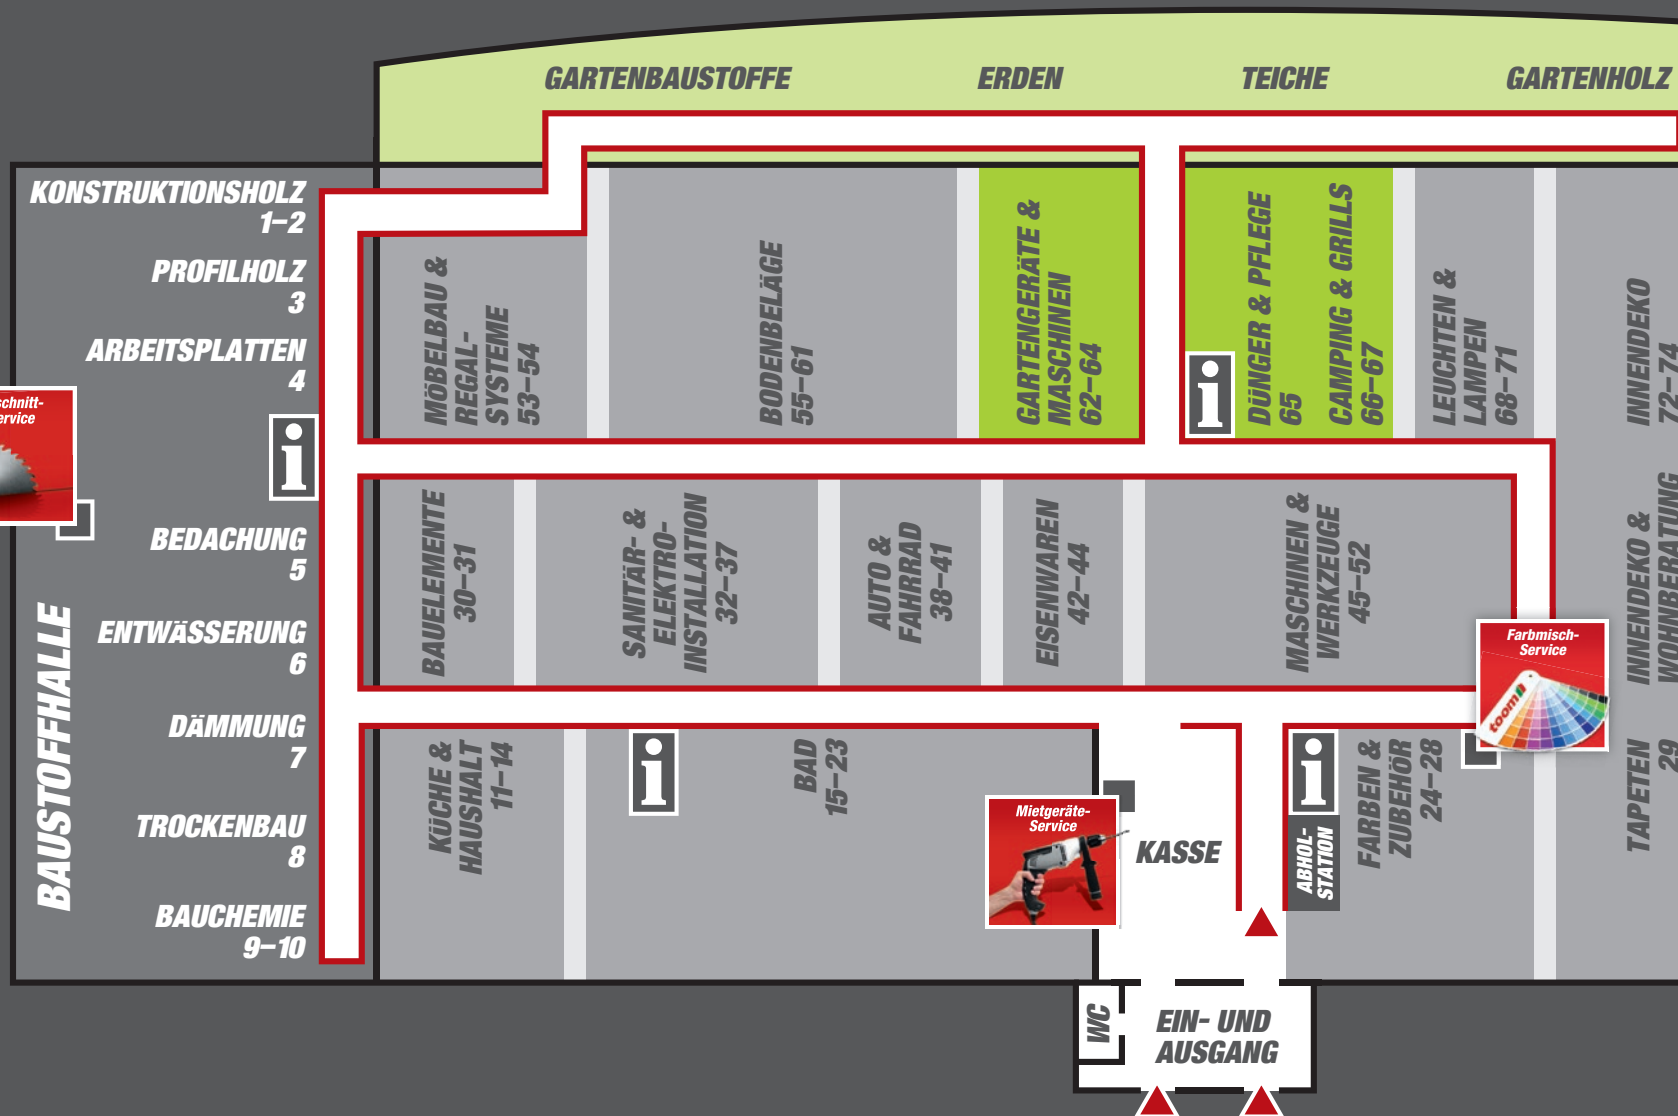 GARTENBAUSTOFFE
ERDEN
TEICHE
GARTENHOLZ
KONSTRUKTIONSHOLZ
1–2
PROFILHOLZ
3
ARBEITSPLATTEN
4
BEDACHUNG
5
ENTWÄSSERUNG
6
DÄMMUNG
7
TROCKENBAU
8
BAUCHEMIE
9–10
BAUSTOFFHALLE
MÖBELBAU &
REGAL-
SYSTEME
53–54
BODENBELÄGE
55–61
GARTENGERÄTE &
MASCHINEN
62–64
i
DÜNGER & PFLEGE
65
CAMPING & GRILLS
66–67
LEUCHTEN &
LAMPEN
68–71
INNENDEKO
72–74
i
BAUELEMENTE
30–31
SANITÄR- &
ELEKTRO-
INSTALLATION
32–37
AUTO &
FAHRRAD
38–41
EISENWAREN
42–44
MASCHINEN &
WERKZEUGE
45–52
INNENDEKO &
WOHNBERATUNG
Farbmisch-
Service
toom
KÜCHE &
HAUSHALT
11–14
i
BAD
15–23
Mietgeräte-
Service
KASSE
i
ABHOL-
STATION
FARBEN &
ZUBEHÖR
24–28
TAPETEN
29
WC
EIN- UND
AUSGANG